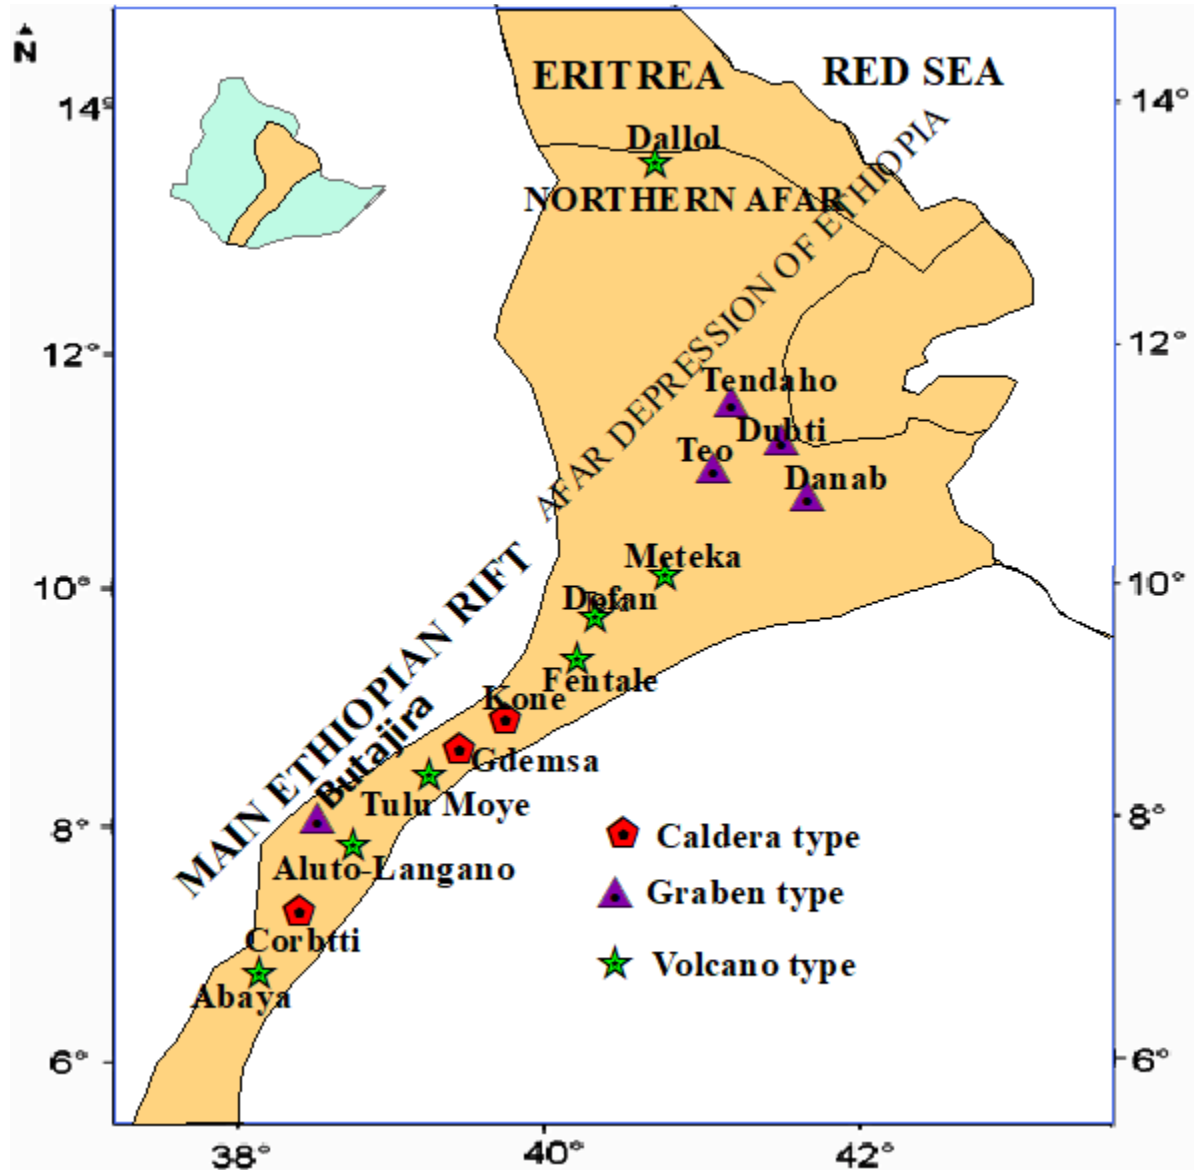 N
ERITREA
RED SEA
14°
14°
Dallol
NORTHERN AFAR
AFAR DEPRESSION OF ETHIOPIA
12°
12°
Tendaho
Dubti
Teo
Danab
Meteka
10°
10°
Dofan
MAIN ETHIOPIAN RIFT
Fentale
Kone
Butajira
Gdemsa
Tulu Moye
8°
8°
Caldera type
Aluto-Langano
Graben type
Corbtti
Volcano type
Abaya
6°
6°
38°
40°
42°